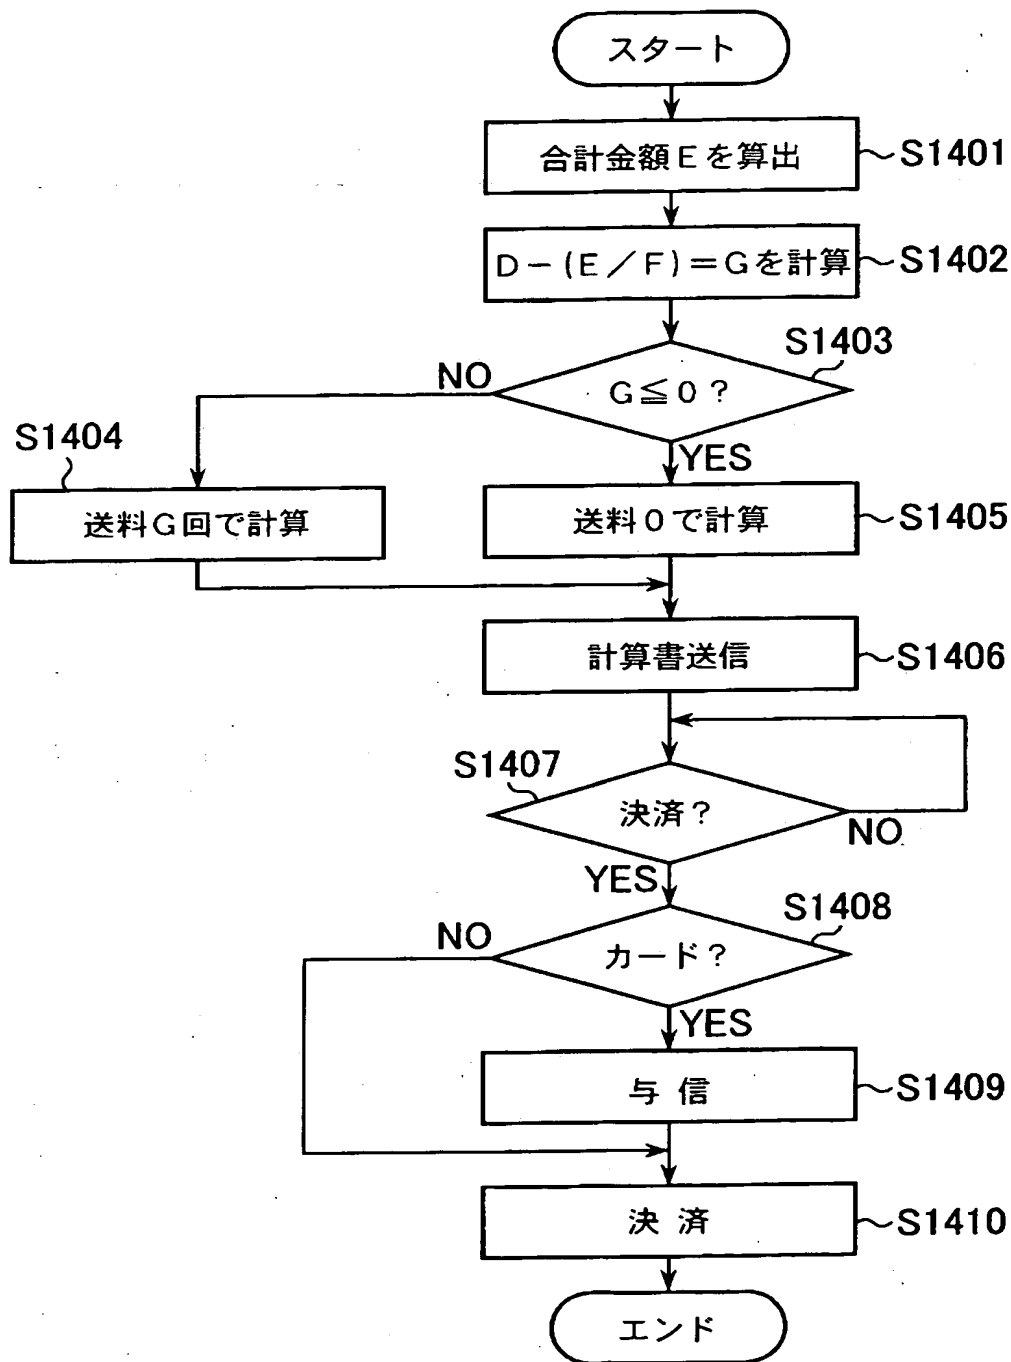 スタート
合計金額Eを算出
S1401
D－(E／F)＝Gを計算
S1402
S1403
G≦0？
NO
YES
S1404
送料G回で計算
送料0で計算
S1405
計算書送信
S1406
S1407
決済？
NO
YES
S1408
カード？
NO
YES
与信
S1409
決済
S1410
エンド